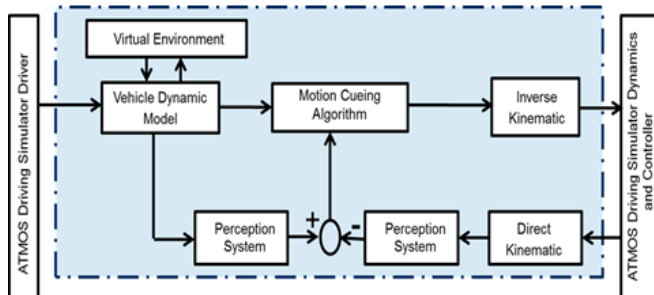 ATMOS Driving Simulator Driver
Virtual Environment
Vehicle Dynamic
Model
Motion Cueing
Algorithm
Inverse
Kinematic
Perception
System
+
-
Perception
System
Direct
Kinematic
ATMOS Driving Simulator Dynamics
and Controller